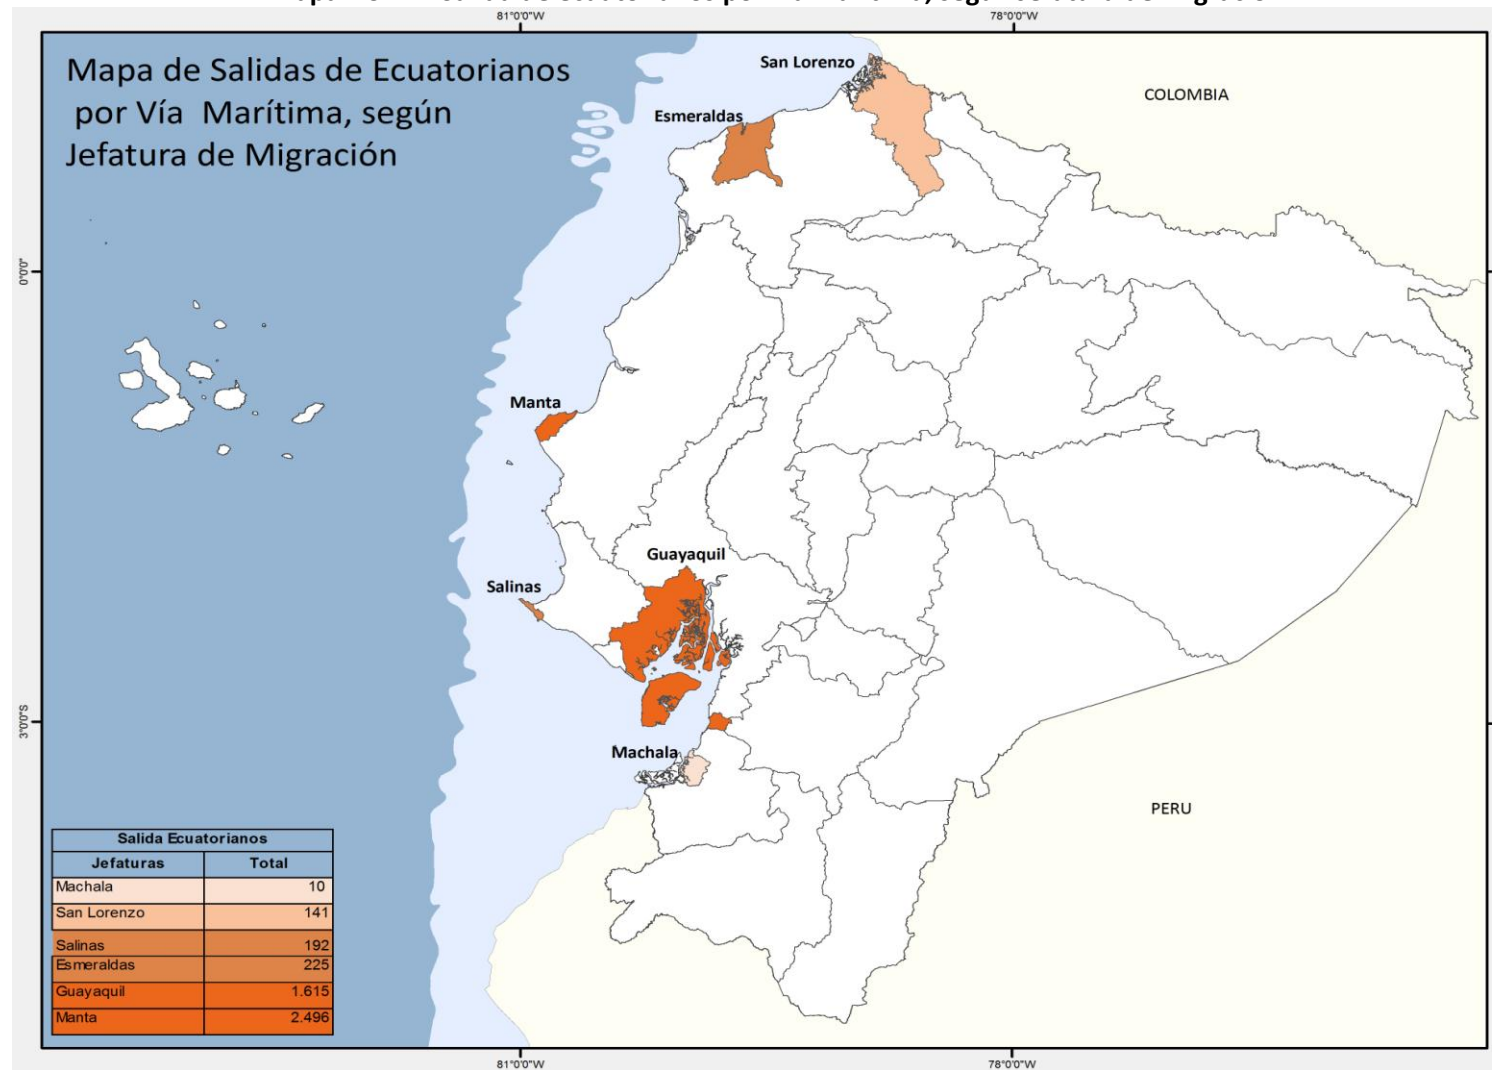 81°0'0"W
78°0'0"W
Mapa de Salidas de Ecuatorianos
por Vía Marítima, según
Jefatura de Migración
San Lorenzo
COLOMBIA
Esmeraldas
0°0'0"
Manta
Guayaquil
Salinas
3°0'0"S
Machala
PERU
Salida Ecuatorianos
Jefaturas Total
Machala 10
San Lorenzo 141
Salinas 192
Esmeraldas 225
Guayaquil 1.615
Manta 2.496
81°0'0"W
78°0'0"W